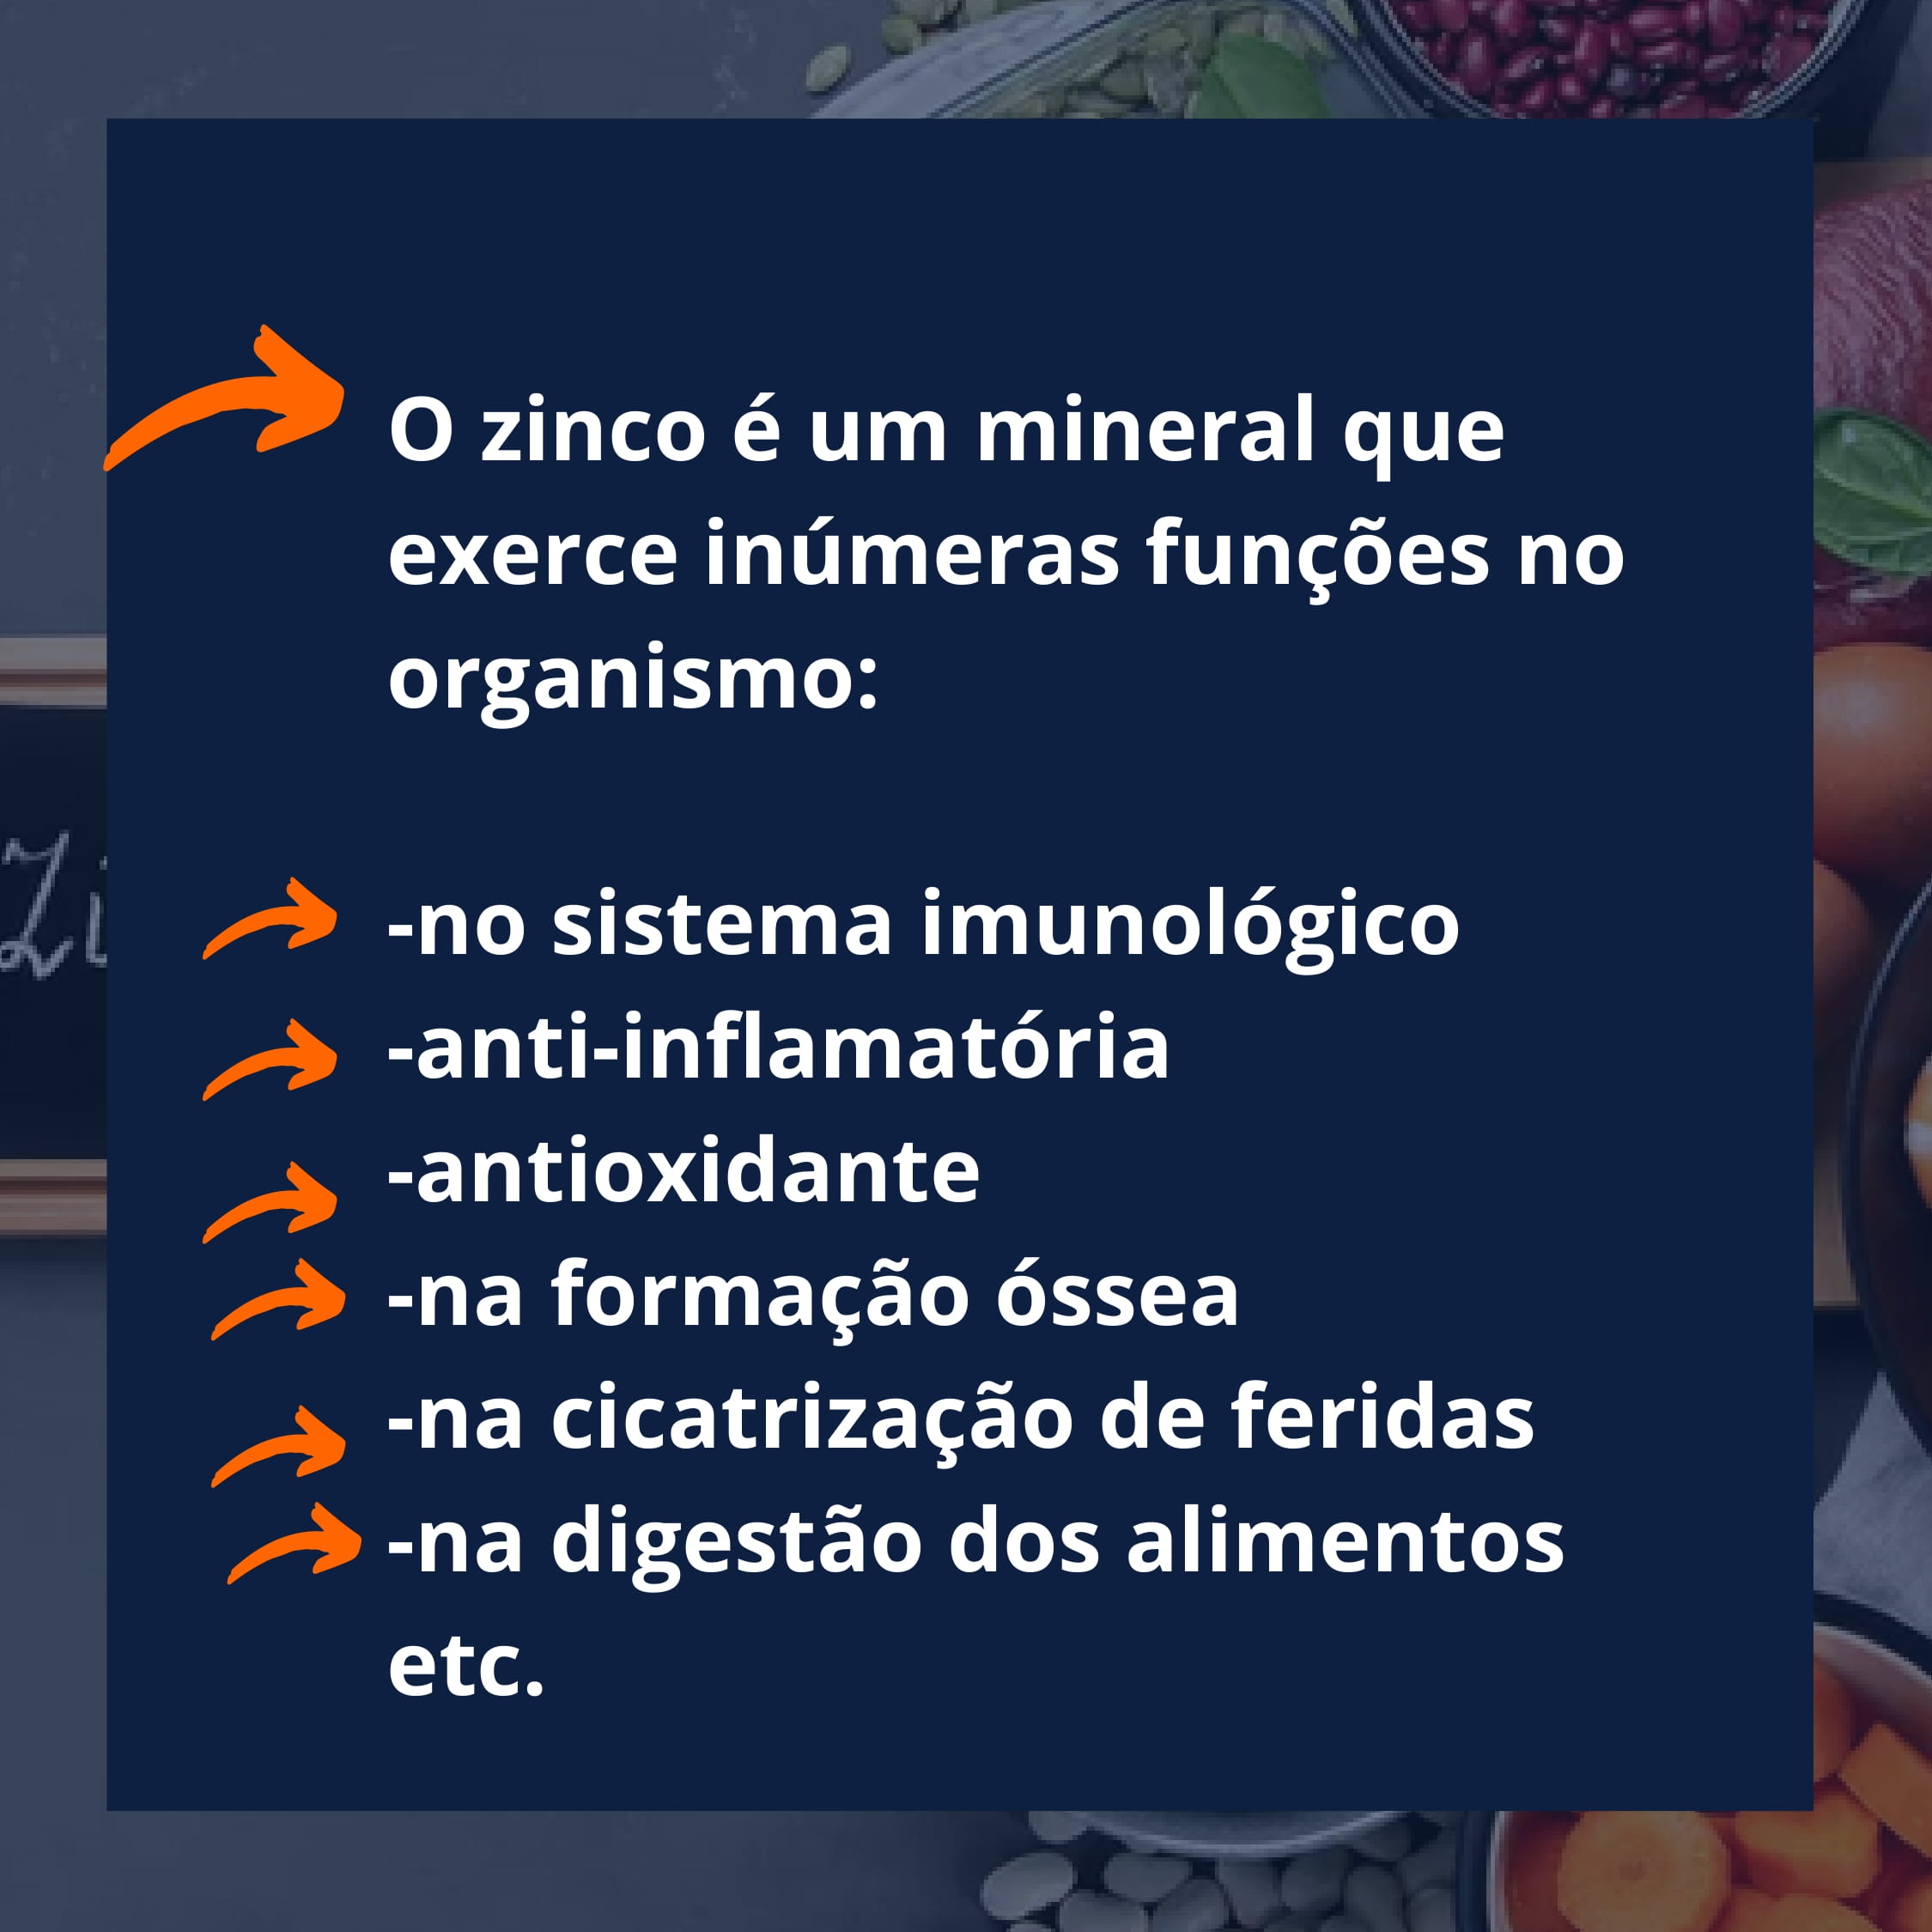 O zinco é um mineral que
exerce inúmeras funções no
organismo:
-no sistema imunológico
-anti-inflamatória
-antioxidante
-na formação óssea
-na cicatrização de feridas
-na digestão dos alimentos
etc.
Zi